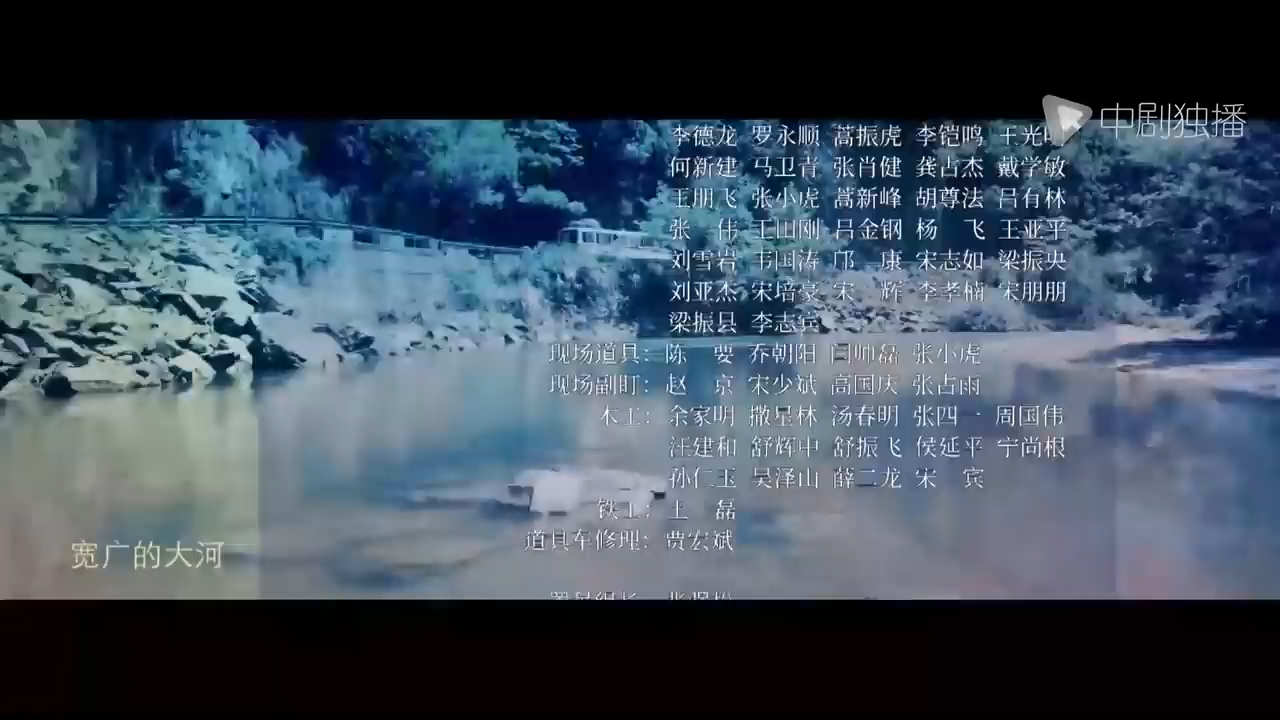 中剧独播
李德龙 罗永顺 蒿振虎 李铠鸣 王光明
何新建 马卫青 张肖健 龚占杰 戴学敏
王朋飞 张小虎 蒿新峰 胡尊法 吕有林
张 伟 王山刚 吕金钢 杨 飞 王亚平
刘雪岩 韦国涛 邝 康 宋志如 梁振央
刘亚杰 宋培豪 宋 辉 李孝楠 宋朋朋
梁振县 李志宾
现场道具: 陈 要 乔朝阳 闫帅磊 张小虎
现场副盯: 赵 京 宋少斌 高国庆 张占雨
木工: 余家明 撒星林 汤春明 张四一 周国伟
汪建和 舒辉中 舒振飞 侯延平 宁尚根
孙仁玉 吴泽山 薛二龙 宋 宾
铁工: 王 磊
道具车修理: 贾宏斌
宽广的大河